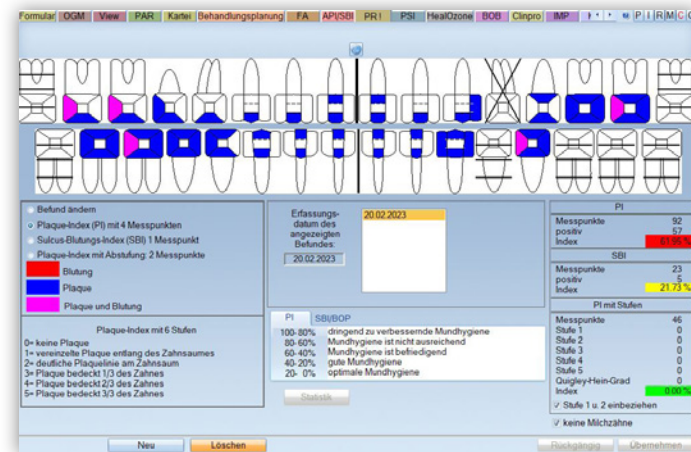 Formular OGM View PAR Kartei Behandlungsplanung FA API/SBI PR! PSI HealOzone BOB Clinpro IMP
P I R M C
Befund ändern
Plaque-Index (PI) mit 4 Messpunkten
Sulcus-Blutungs-Index (SBI) 1 Messpunkt
Plaque-Index mit Abstufung: 2 Messpunkte
Blutung
Plaque
Plaque und Blutung
Plaque-Index mit 6 Stufen
0= keine Plaque
1= vereinzelte Plaque entlang des Zahnsaumes
2= deutliche Plaquelinie am Zahnsaum
3= Plaque bedeckt 1/3 des Zahnes
4= Plaque bedeckt 2/3 des Zahnes
5= Plaque bedeckt 3/3 des Zahnes
Erfassungs-
datum des
angezeigten
Befundes:
20.02.2023
20.02.2023
PI SBI/BOP
100-80% dringend zu verbessernde Mundhygiene
80-60% Mundhygiene ist nicht ausreichend
60-40% Mundhygiene ist befriedigend
40-20% gute Mundhygiene
20- 0% optimale Mundhygiene
Statistik
PI
Messpunkte 92
positiv 57
Index 61.95 %
SBI
Messpunkte 23
positiv 5
Index 21.73 %
PI mit Stufen
Messpunkte 46
Stufe 1 0
Stufe 2 0
Stufe 3 0
Stufe 4 0
Stufe 5 0
Quigley-Hein-Grad 0
Index 0.00 %
Stufe 1 u. 2 einbeziehen
keine Milchzähne
Neu Löschen Rückgängig Übernehmen